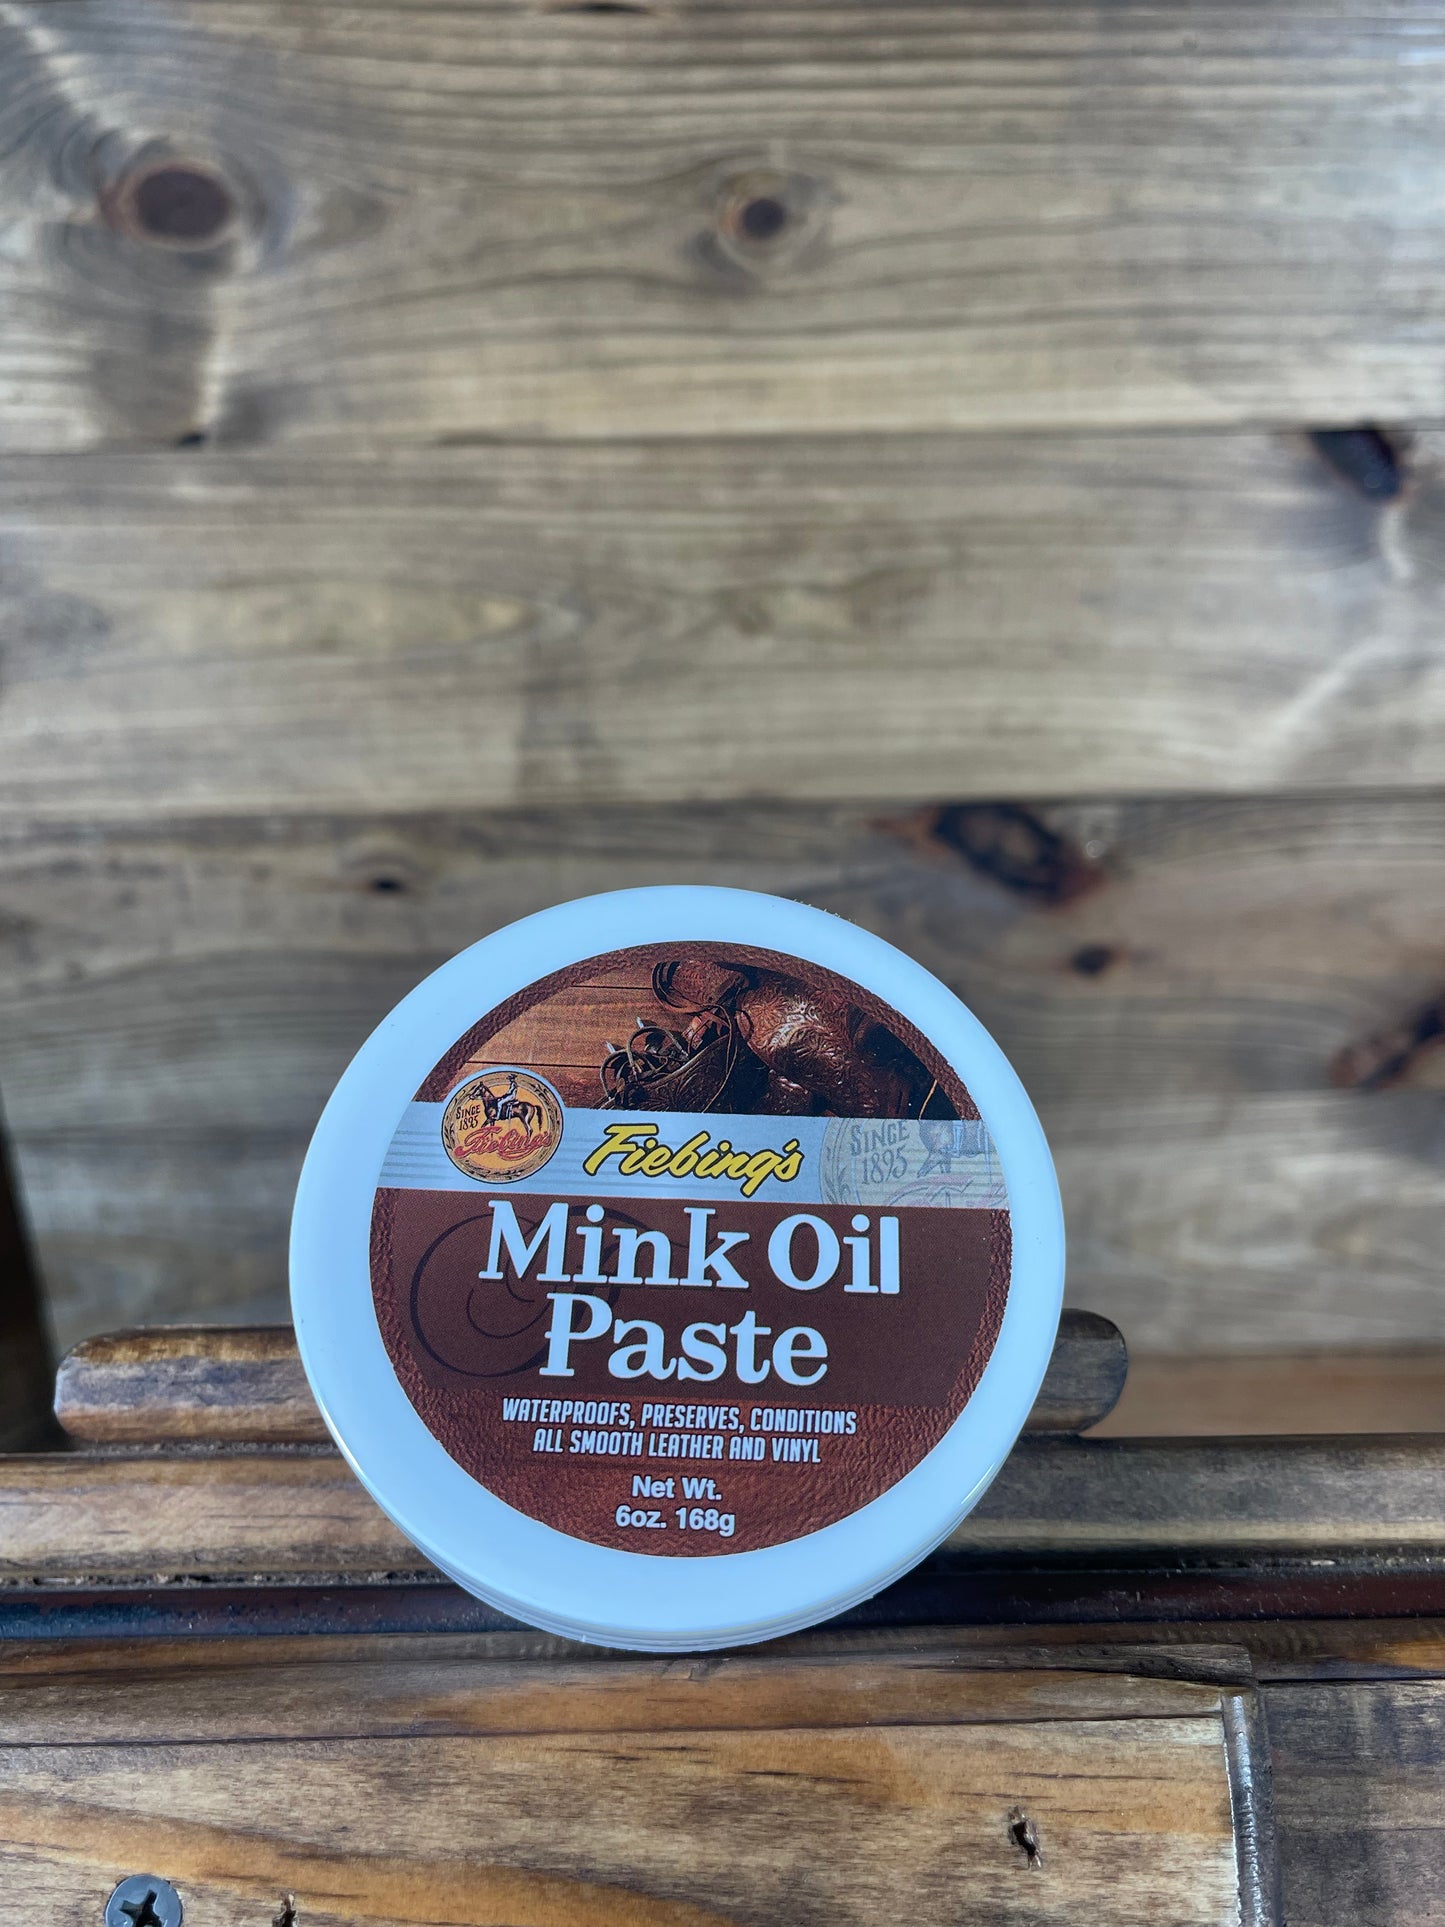 SINCE
1895
Fiebing's
Fiebing's
SINCE
1895
Mink Oil
Paste
WATERPROOFS, PRESERVES, CONDITIONS
ALL SMOOTH LEATHER AND VINYL
Net Wt.
6oz. 168g